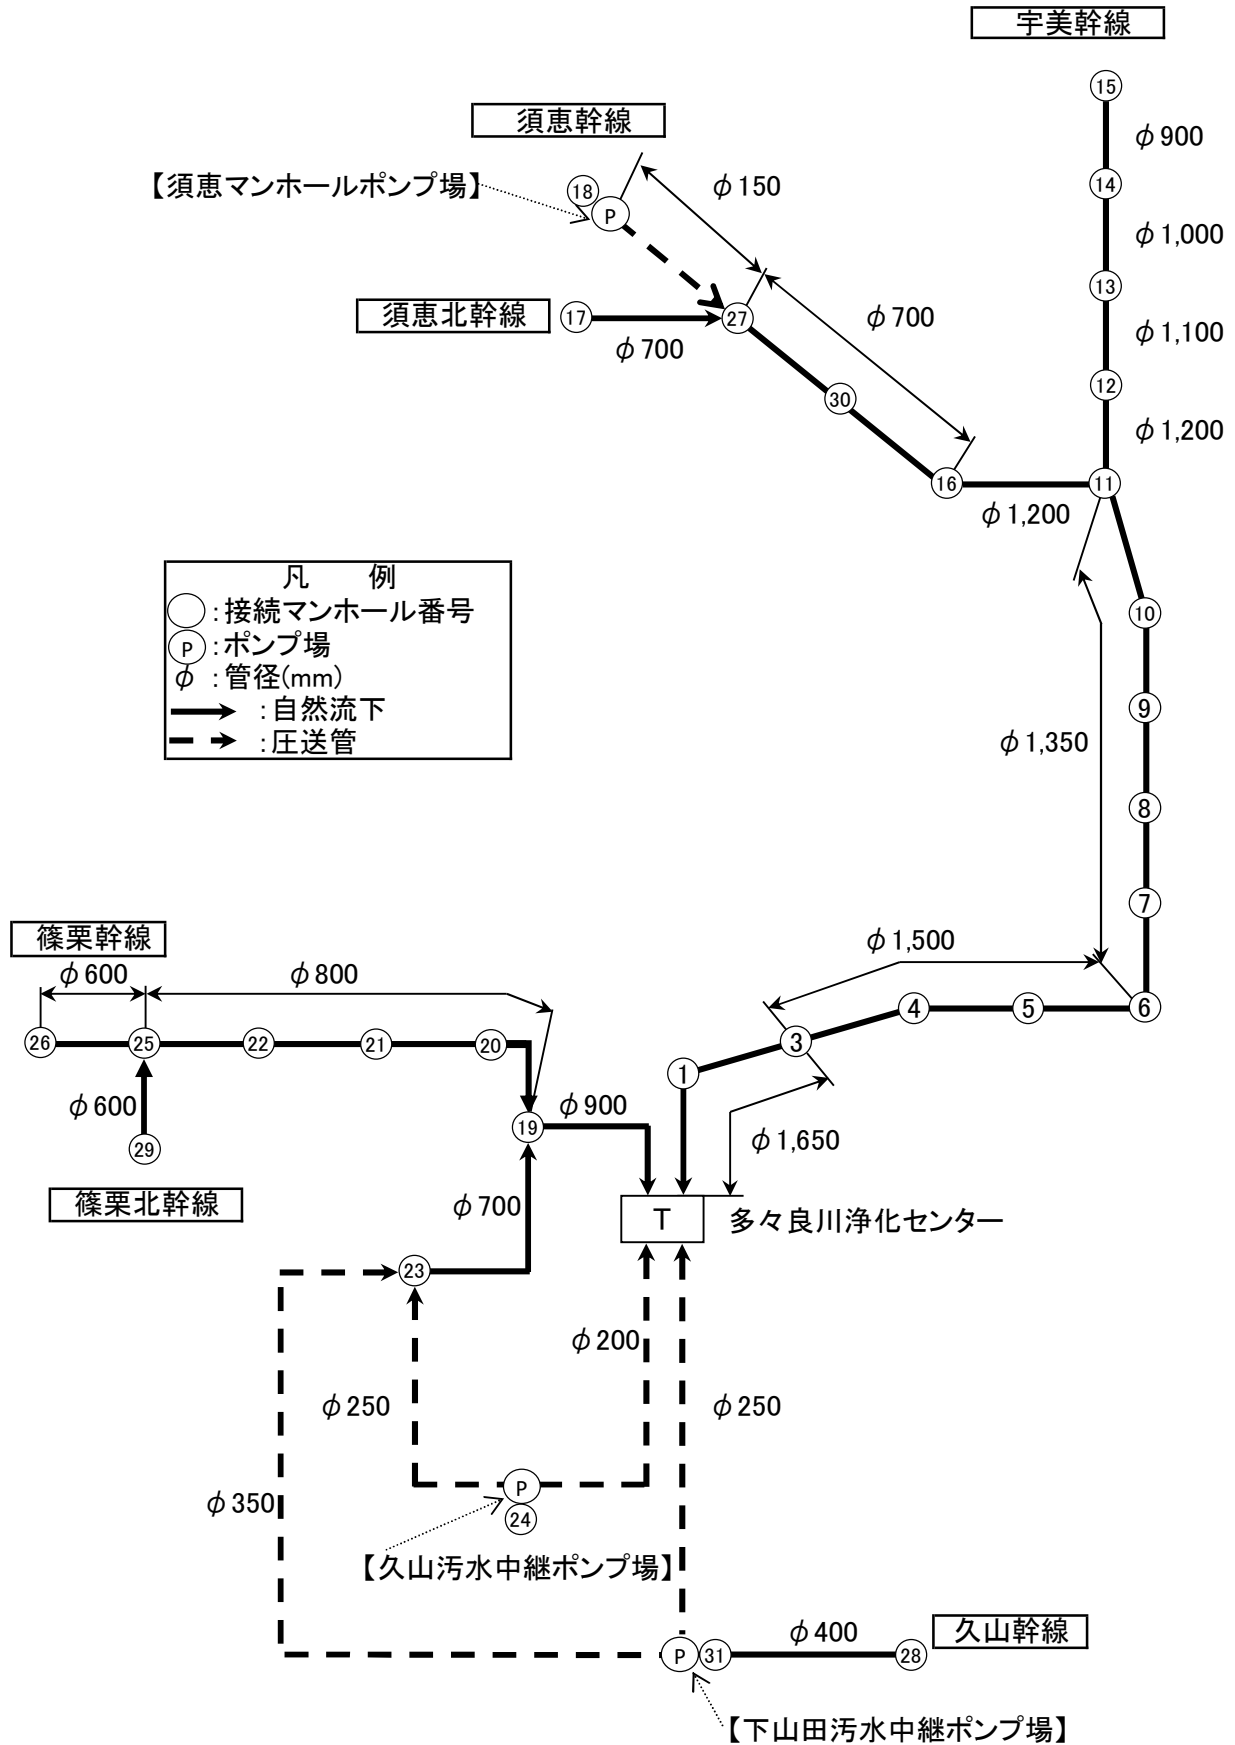 宇美幹線
15
φ900
須恵幹線
14
【須恵マンホールポンプ場】
18
P
φ150
φ1,000
13
須恵北幹線
17
27
φ700
φ700
φ1,100
12
30
φ1,200
16
11
φ1,200
凡　例
：接続マンホール番号
P：ポンプ場
φ：管径(mm)
：自然流下
：圧送管
10
9
φ1,350
8
7
篠栗幹線
φ1,500
φ600
φ800
4
5
6
26
25
22
21
20
3
1
φ600
φ900
29
19
φ1,650
篠栗北幹線
φ700
T
多々良川浄化センター
23
φ200
φ250
φ250
P
φ350
24
【久山汚水中継ポンプ場】
φ400
久山幹線
P
31
28
【下山田汚水中継ポンプ場】